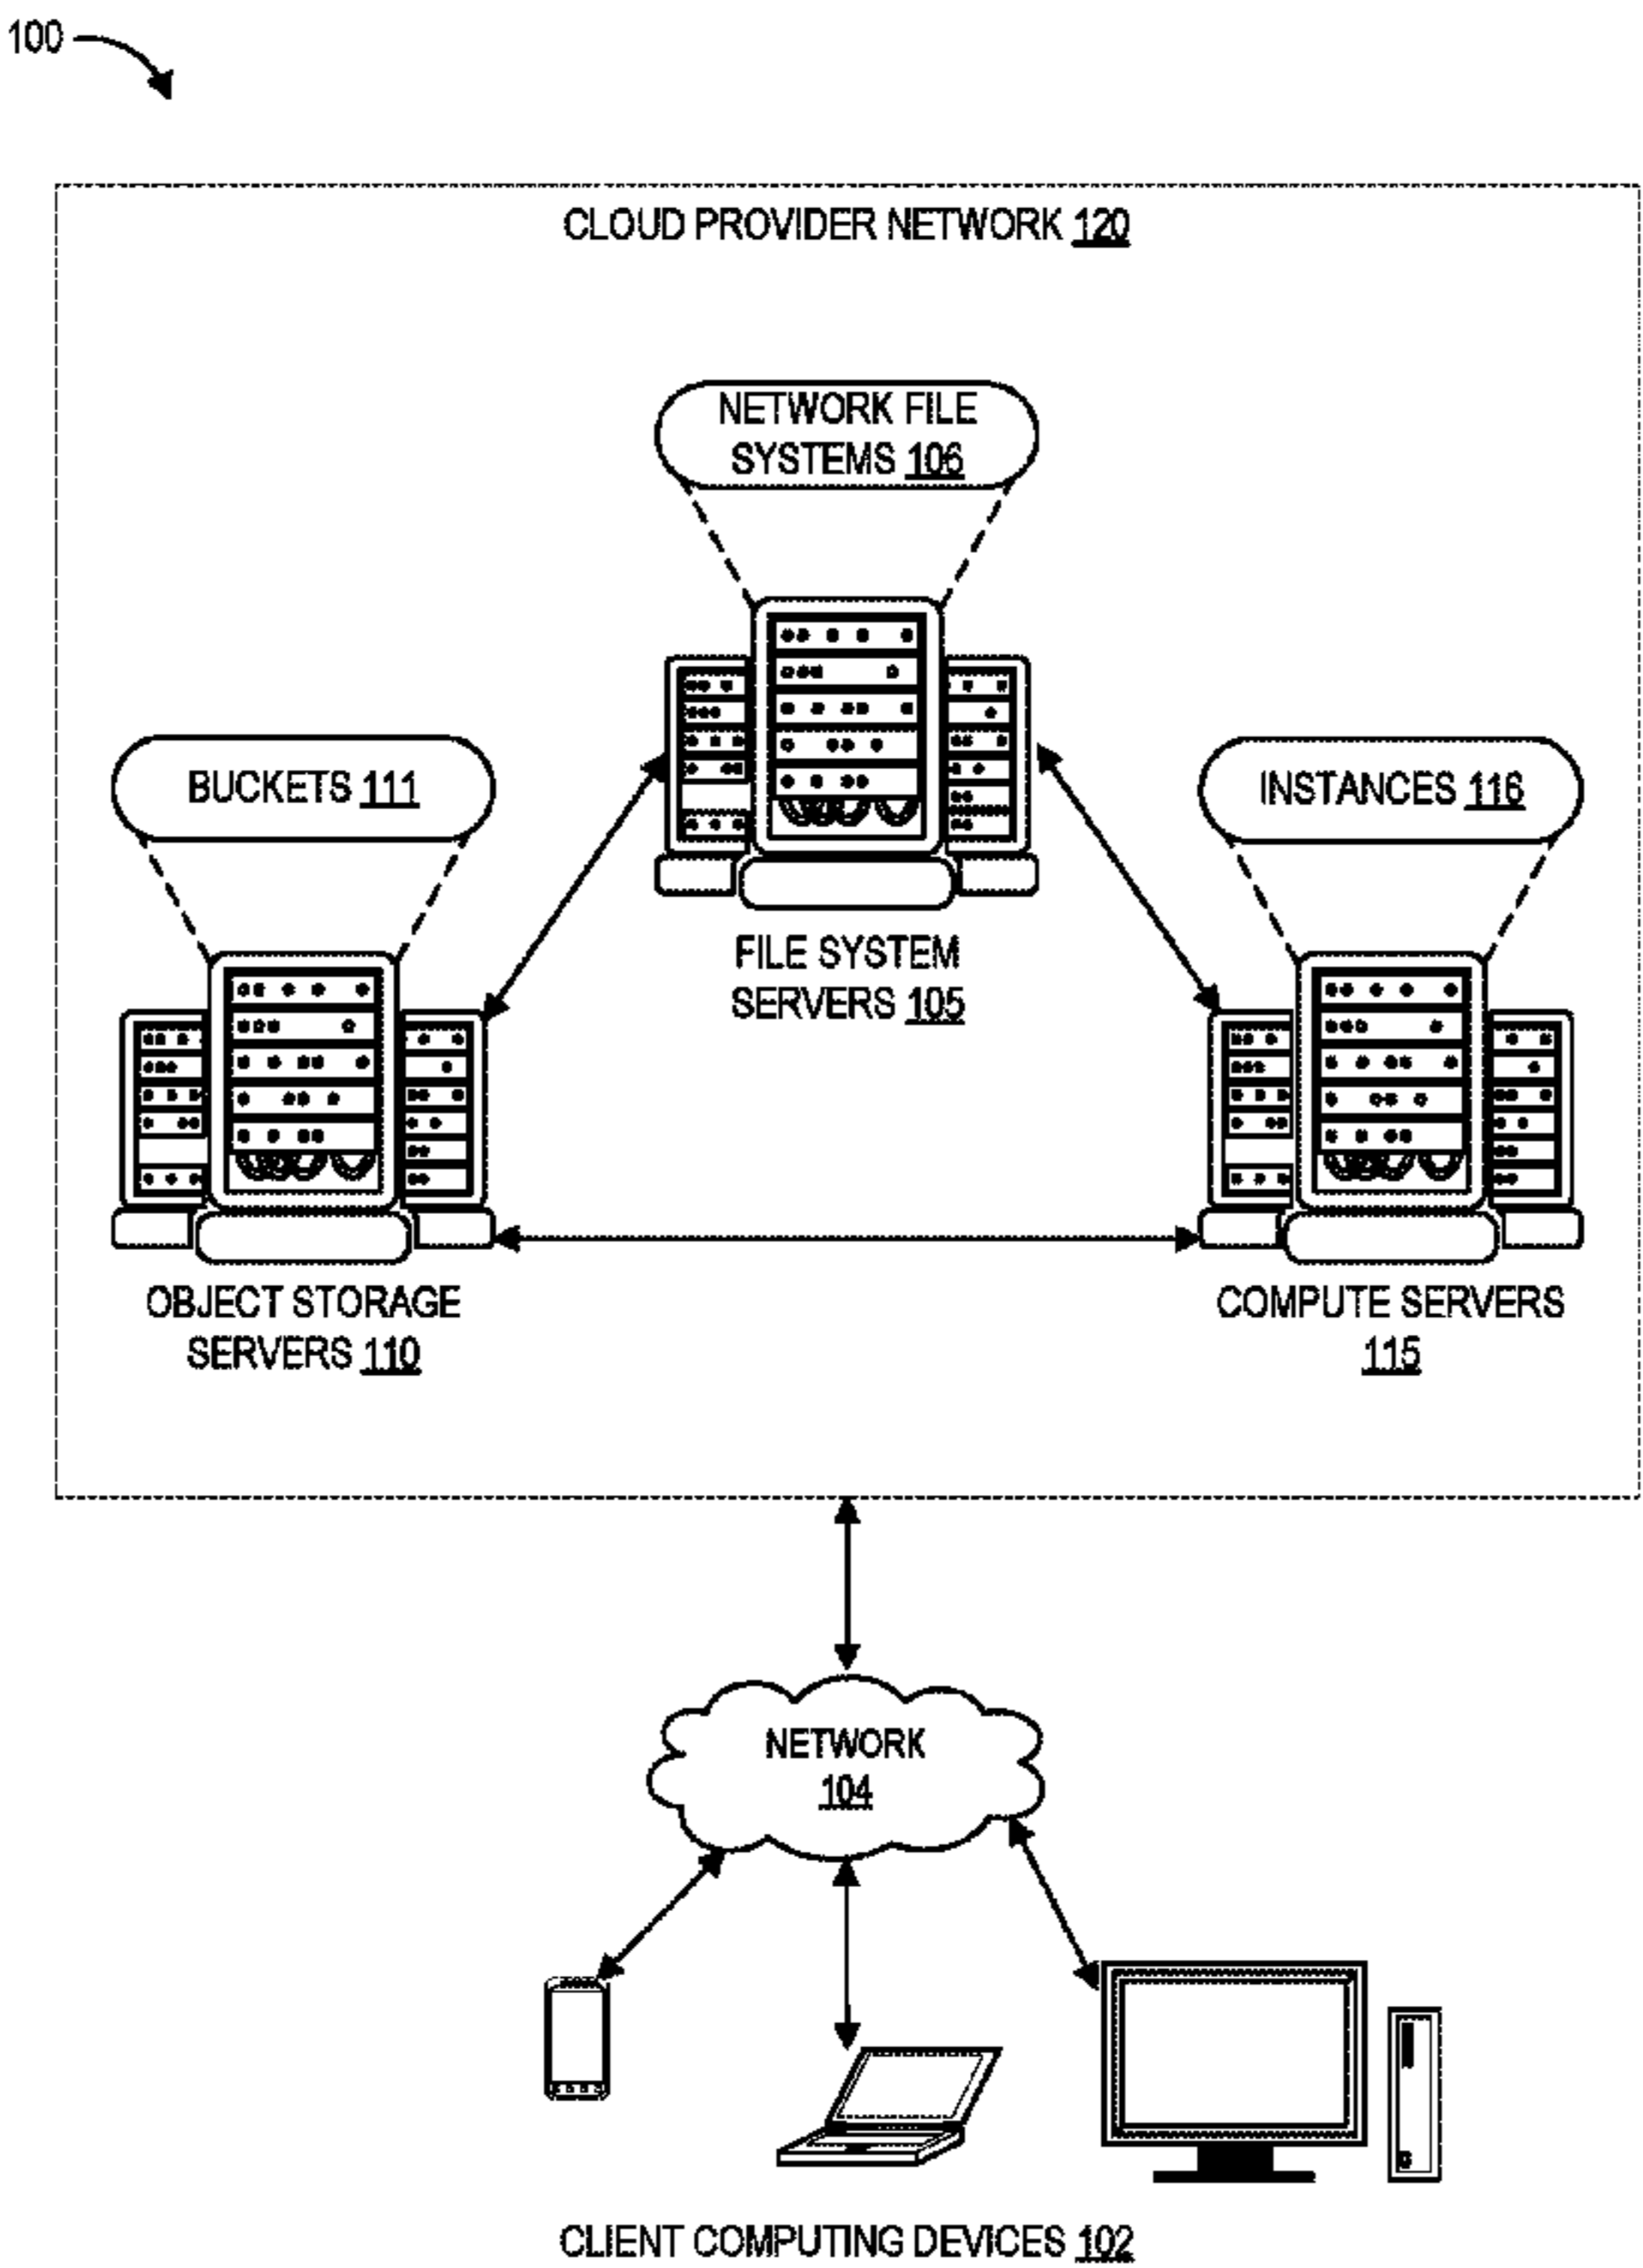 100
CLOUD PROVIDER NETWORK 120
NETWORK FILE
SYSTEMS 106
BUCKETS 111
INSTANCES 116
FILE SYSTEM
SERVERS 105
OBJECT STORAGE
SERVERS 110
COMPUTE SERVERS
115
NETWORK
104
CLIENT COMPUTING DEVICES 102